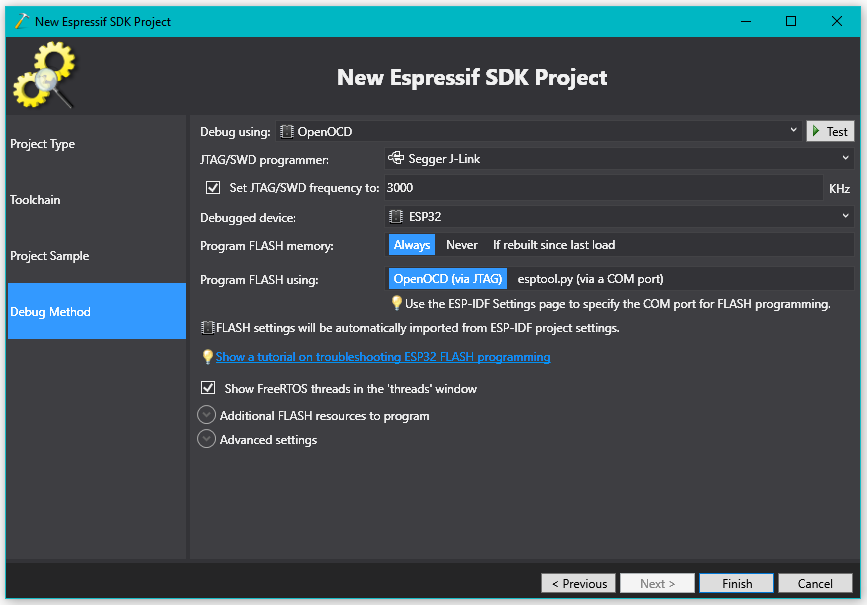 New Espressif SDK Project
New Espressif SDK Project
Project Type
Toolchain
Project Sample
Debug Method
Debug using: OpenOCD Test
JTAG/SWD programmer: Segger J-Link
Set JTAG/SWD frequency to: 3000 KHz
Debugged device: ESP32
Program FLASH memory: Always Never If rebuilt since last load
Program FLASH using: OpenOCD (via JTAG) esptool.py (via a COM port)
Use the ESP-IDF Settings page to specify the COM port for FLASH programming.
FLASH settings will be automatically imported from ESP-IDF project settings.
Show a tutorial on troubleshooting ESP32 FLASH programming
Show FreeRTOS threads in the 'threads' window
Additional FLASH resources to program
Advanced settings
< Previous Next > Finish Cancel